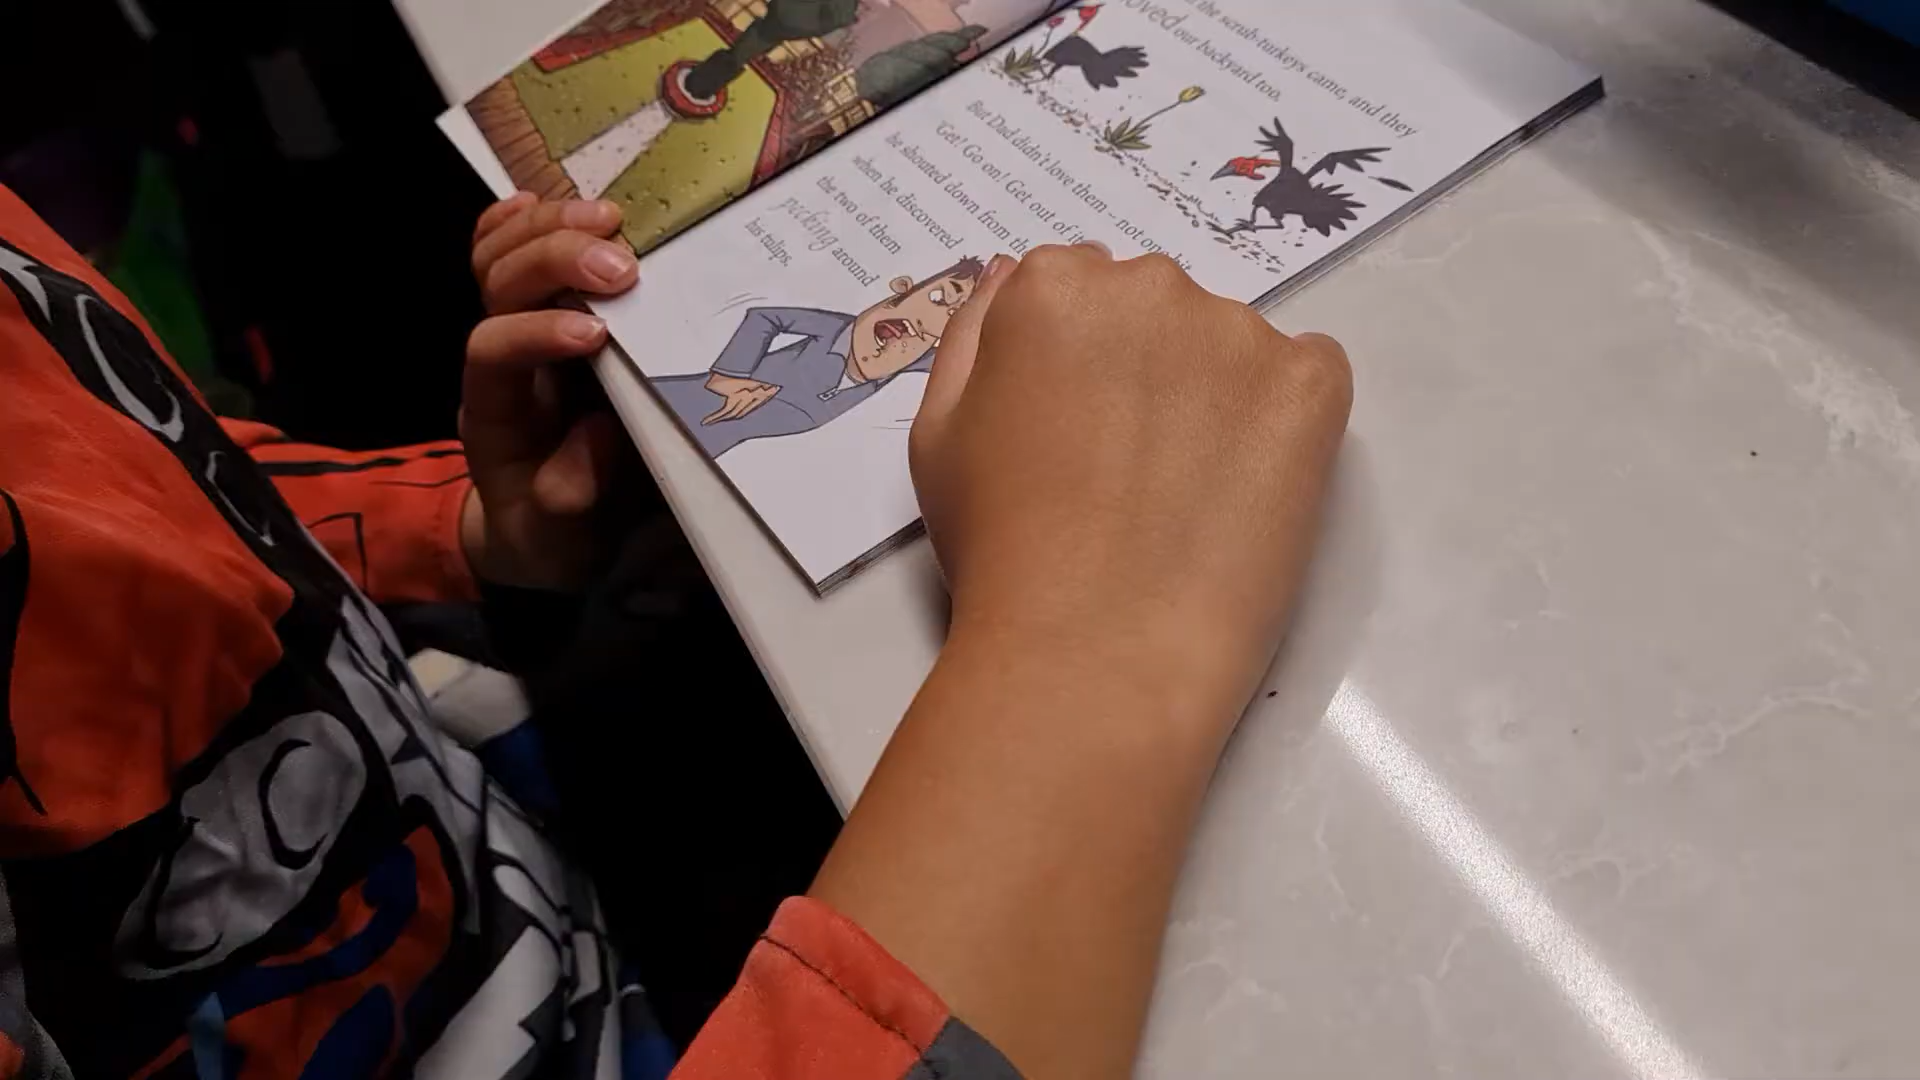 the scrub-turkeys came, and they
loved our backyard too.
But Dad didn't love them – not one bit.
'Get! Go on! Get out of it
he shouted down from the
when he discovered
the two of them
pecking around
his tulips.